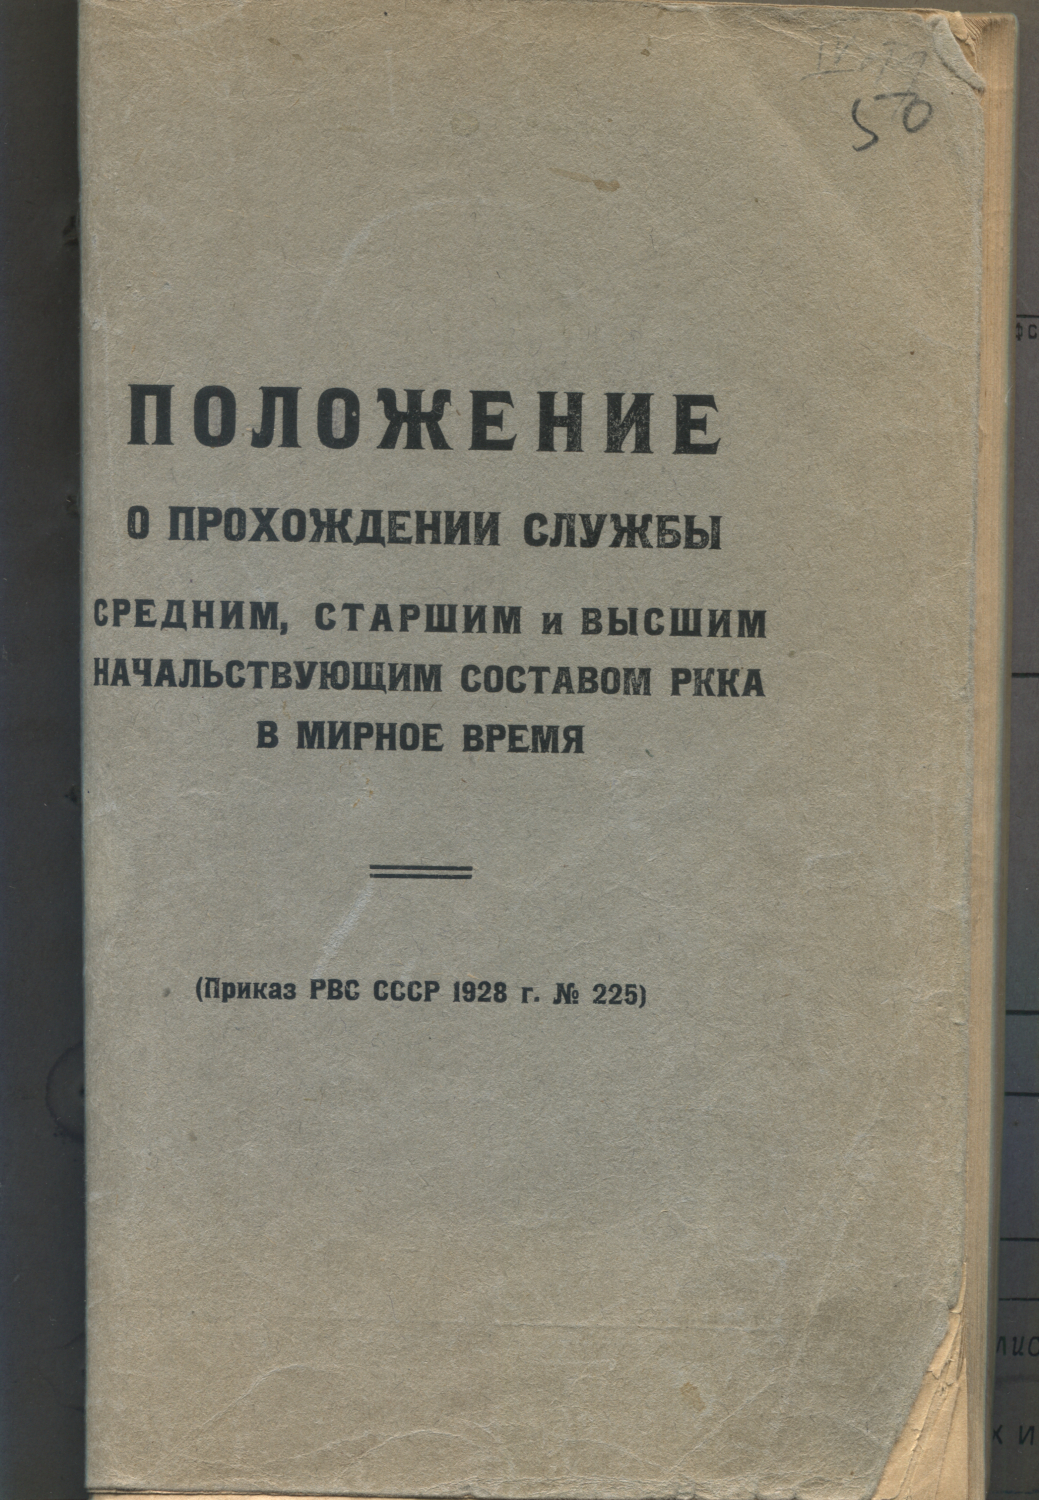 50
ПОЛОЖЕНИЕ
О ПРОХОЖДЕНИИ СЛУЖБЫ
СРЕДНИМ, СТАРШИМ и ВЫСШИМ
НАЧАЛЬСТВУЮЩИМ СОСТАВОМ РККА
В МИРНОЕ ВРЕМЯ
(Приказ РВС СССР 1928 г. № 225)